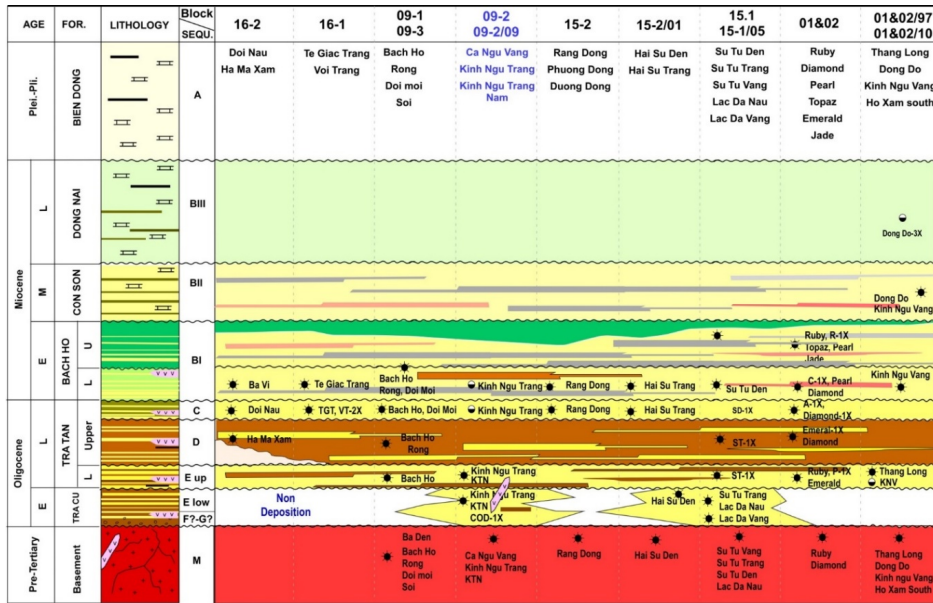 AGE FOR. LITHOLOGY Block SEQU. 16-2 16-1 09-1 09-3 09-2 09-2/09 15-2 15-2/01 15.1 15-1/05 01&02 01&02/97 01&02/10
Plei.-Pli.
BIEN DONG
A
Doi Nau
Ha Ma Xam
Te Giac Trang
Voi Trang
Bach Ho
Rong
Doi moi
Soi
Ca Ngu Vang
Kinh Ngu Trang
Kinh Ngu Trang
Nam
Rang Dong
Phuong Dong
Duong Dong
Hai Su Den
Hai Su Trang
Su Tu Den
Su Tu Trang
Su Tu Vang
Lac Da Nau
Lac Da Vang
Ruby
Diamond
Pearl
Topaz
Emerald
Jade
Thang Long
Dong Do
Kinh Ngu Vang
Ho Xam south
Niocene
L
DONG NAI
BIII
Dong Do-3X
M
CON SON
BII
Dong Do
Kinh Ngu Vang
E
BACH HO
U
BI
Ruby, R-1X
Topaz, Pearl
Jade
L
Ba Vi
Te Giac Trang
Bach Ho
Rong, Doi Moi
Kinh Ngu Trang
Rang Dong
Hai Su Trang
Su Tu Den
C-1X, Pearl
Diamond
Kinh Ngu Vang
Oligocene
L
TRA TAN
Upper
C
Doi Nau
TGT, VT-2X
Bach Ho, Doi Moi
Kinh Ngu Trang
Rang Dong
Hai Su Trang
SD-1X
A-1X,
Diamond-1X
D
Ha Ma Xam
Bach Ho
Rong
ST-1X
Emeral-1X
Diamond
L
E up
Bach Ho
Kinh Ngu Trang
KTN
ST-1X
Ruby, P-1X
Emerald
Thang Long
KNV
E
TRA CU
E low
F?-G?
Non
Deposition
Kinh Ngu Trang
KTN
COD-1X
Hai Su Den
Su Tu Trang
Lac Da Nau
Lac Da Vang
Pre-Tertiary
Basement
M
Ba Den
Bach Ho
Rong
Doi moi
Soi
Ca Ngu Vang
Kinh Ngu Trang
KTN
Rang Dong
Hai Su Den
Su Tu Vang
Su Tu Trang
Su Tu Den
Lac Da Nau
Ruby
Diamond
Thang Long
Dong Do
Kinh ngu Vang
Ho Xam South